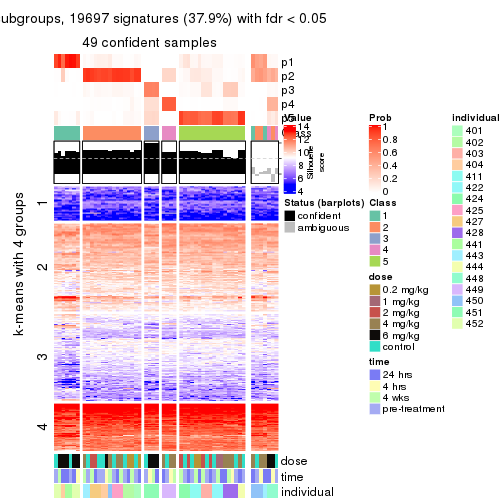 ubgroups, 19697 signatures (37.9%) with fdr < 0.05
49 confident samples
p1
p2
p3
p4
k-means with 4 groups
1
2
3
4
dose
time
individual
value
14
12
10
8
6
4
Silhouette
score
Status (barplots)
confident
ambiguous
Prob
1
0.8
0.6
0.4
0.2
0
Class
1
2
3
4
5
dose
0.2 mg/kg
1 mg/kg
2 mg/kg
4 mg/kg
6 mg/kg
control
time
24 hrs
4 hrs
4 wks
pre-treatment
individual
401
402
403
404
411
422
424
425
427
428
441
443
444
448
449
450
451
452